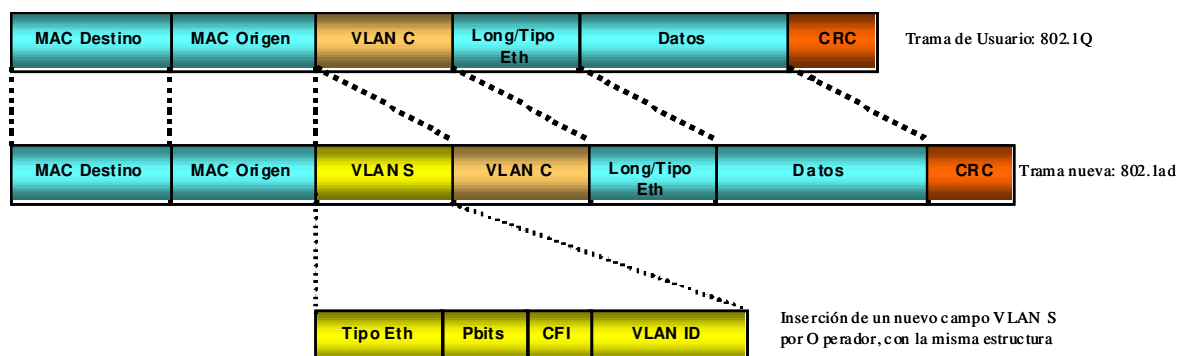 MAC Destino MAC Origen VLAN C Long/Tipo Eth Datos CRC Trama de Usuario: 802.1Q
MAC Destino MAC Origen VLAN S VLAN C Long/Tipo Eth Datos CRC Trama nueva: 802.1ad
Tipo Eth Pbits CFI VLAN ID
Inserción de un nuevo campo VLAN S
por Operador, con la misma estructura